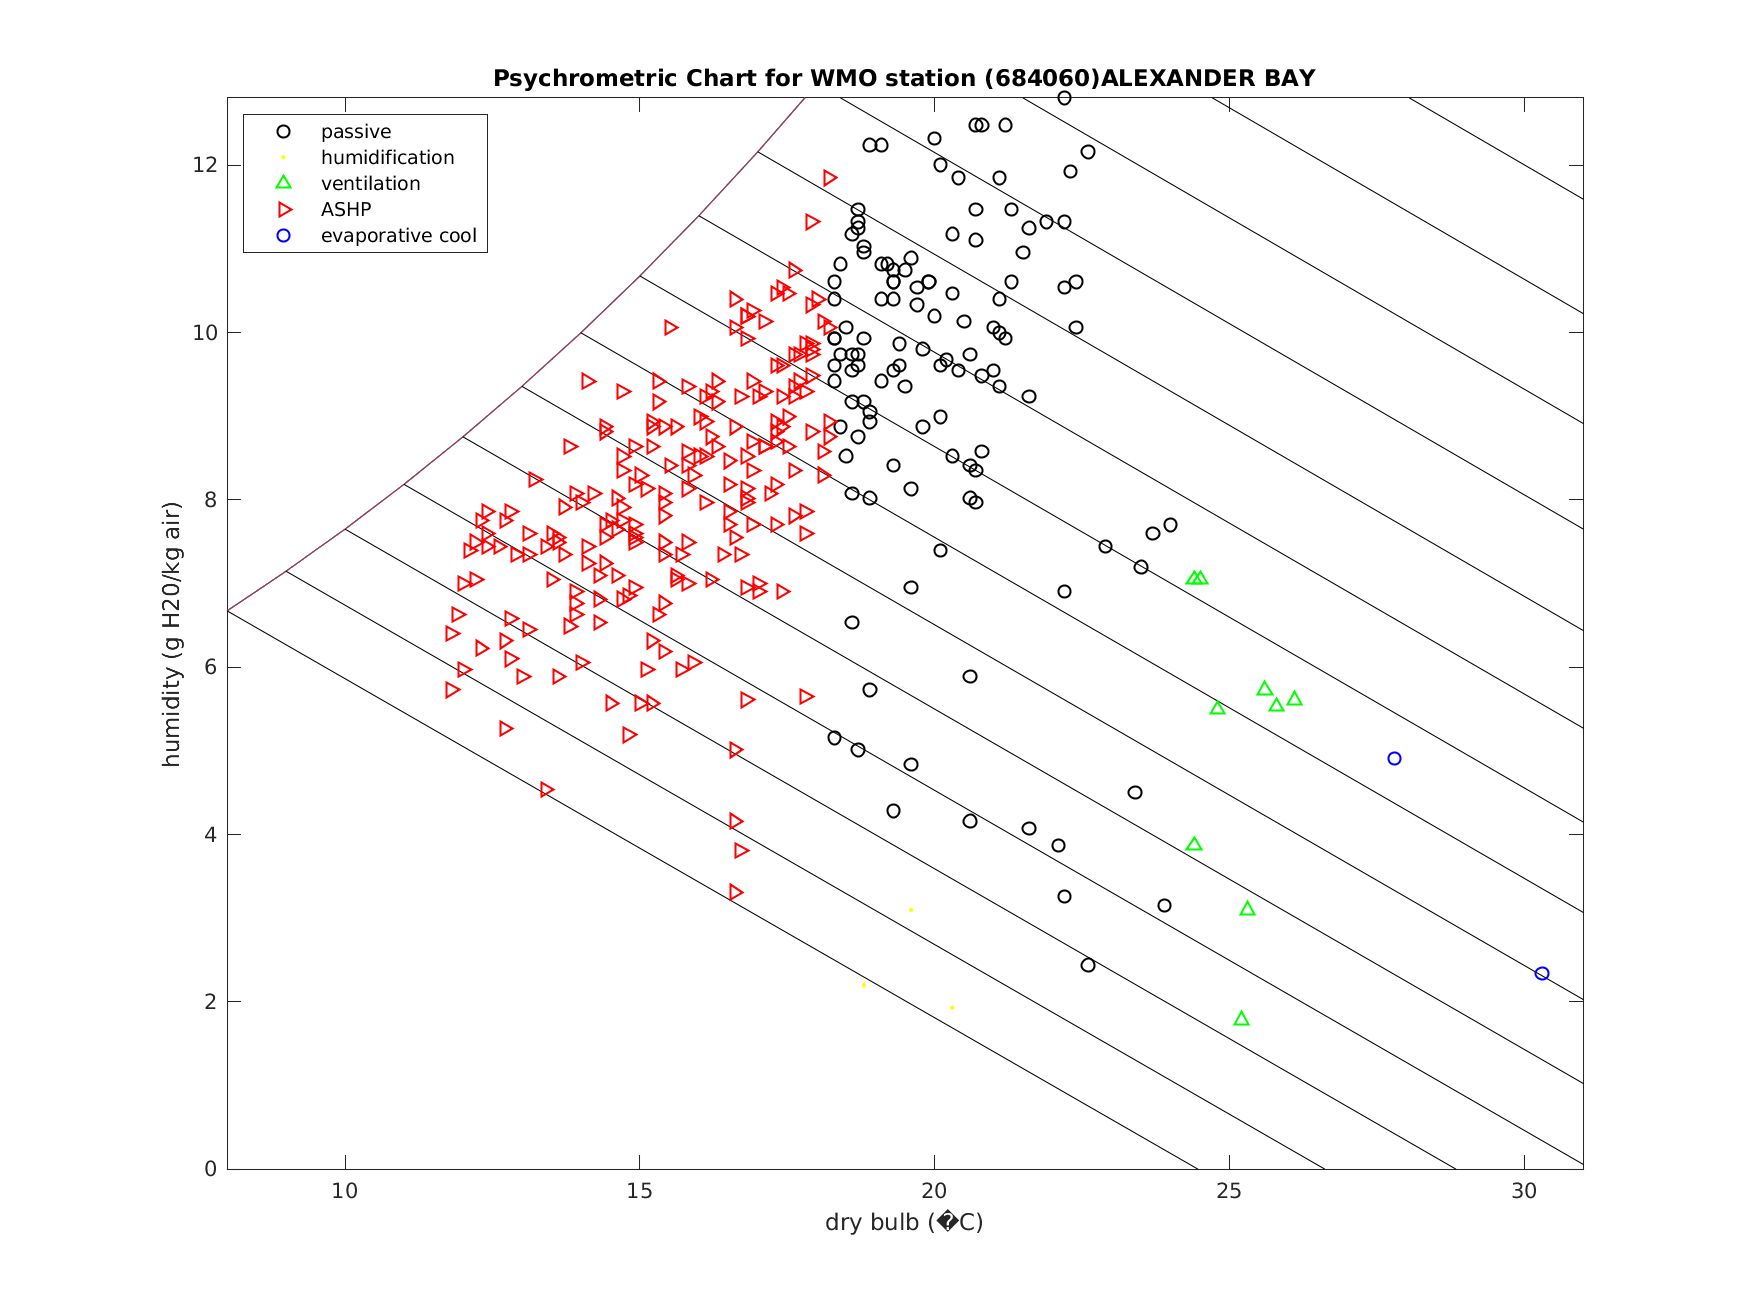 Psychrometric Chart for WMO station (684060)ALEXANDER BAY
passive
humidification
ventilation
ASHP
evaporative cool
12
10
8
6
4
2
0
humidity (g H20/kg air)
10 15 20 25 30
dry bulb (�C)